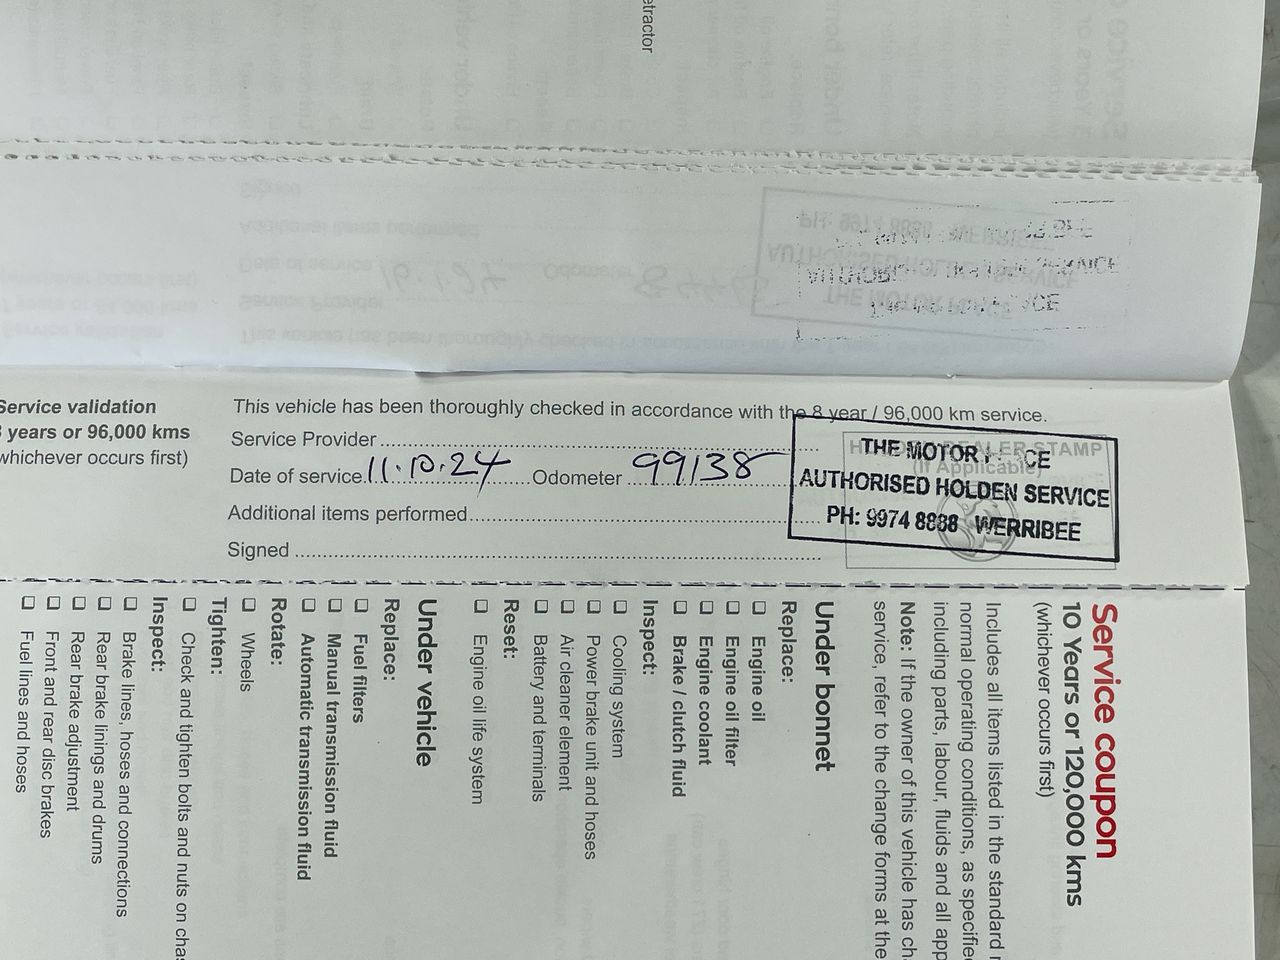 etractor
Service validation
years or 96,000 kms
(whichever occurs first)
This vehicle has been thoroughly checked in accordance with the 8 year / 96,000 km service.
Service Provider
Date of service 11.10.24 Odometer 99138
Additional items performed
Signed
HOLDEN DEALER STAMP
(If Applicable)
THE MOTOR
AUTHORISED HOLDEN SERVICE
PH: 9974 8888 WERRIBEE
Service coupon
10 Years or 120,000 kms
(whichever occurs first)
Includes all items listed in the standard
normal operating conditions, as specified
including parts, labour, fluids and all app
Note: If the owner of this vehicle has ch
service, refer to the change forms at the
Under bonnet
Replace:
Engine oil
Engine oil filter
Engine coolant
Brake / clutch fluid
Inspect:
Cooling system
Power brake unit and hoses
Air cleaner element
Battery and terminals
Reset:
Engine oil life system
Under vehicle
Replace:
Fuel filters
Manual transmission fluid
Automatic transmission fluid
Rotate:
Wheels
Tighten:
Check and tighten bolts and nuts on chas
Inspect:
Brake lines, hoses and connections
Rear brake linings and drums
Rear brake adjustment
Front and rear disc brakes
Fuel lines and hoses